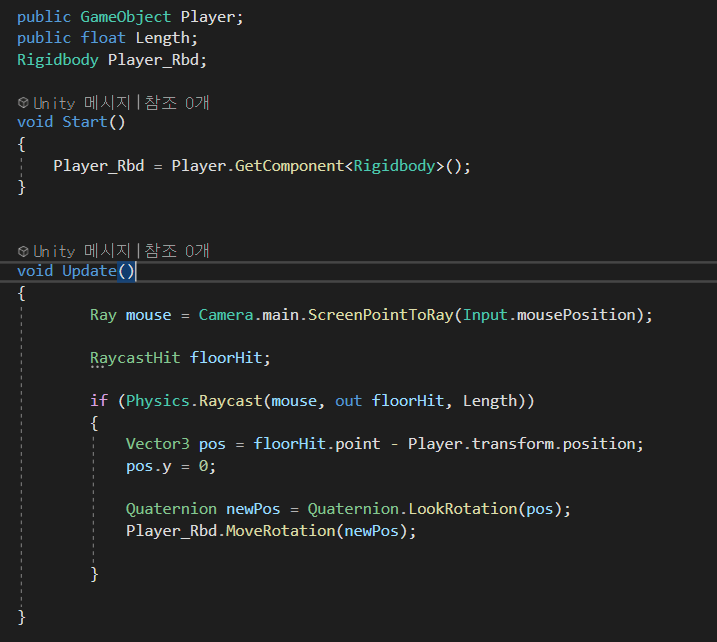 public GameObject Player;
public float Length;
Rigidbody Player_Rbd;
Unity 메시지|참조 0개
void Start()
{
Player_Rbd = Player.GetComponent<Rigidbody>();
}
Unity 메시지|참조 0개
void Update()
{
Ray mouse = Camera.main.ScreenPointToRay(Input.mousePosition);
RaycastHit floorHit;
if (Physics.Raycast(mouse, out floorHit, Length))
{
Vector3 pos = floorHit.point - Player.transform.position;
pos.y = 0;
Quaternion newPos = Quaternion.LookRotation(pos);
Player_Rbd.MoveRotation(newPos);
}
}